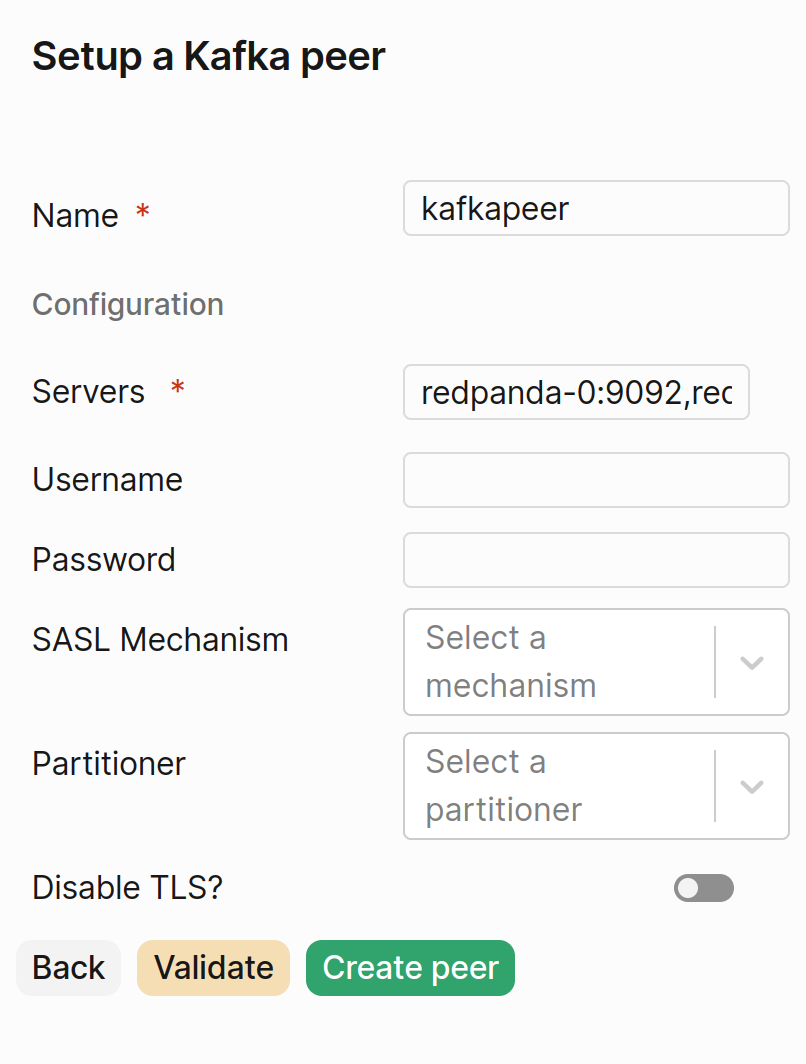 Setup a Kafka peer
Name *
kafkapeer
Configuration
Servers *
redpanda-0:9092,rec
Username
Password
SASL Mechanism
Select a
mechanism
Partitioner
Select a
partitioner
Disable TLS?
Back
Validate
Create peer